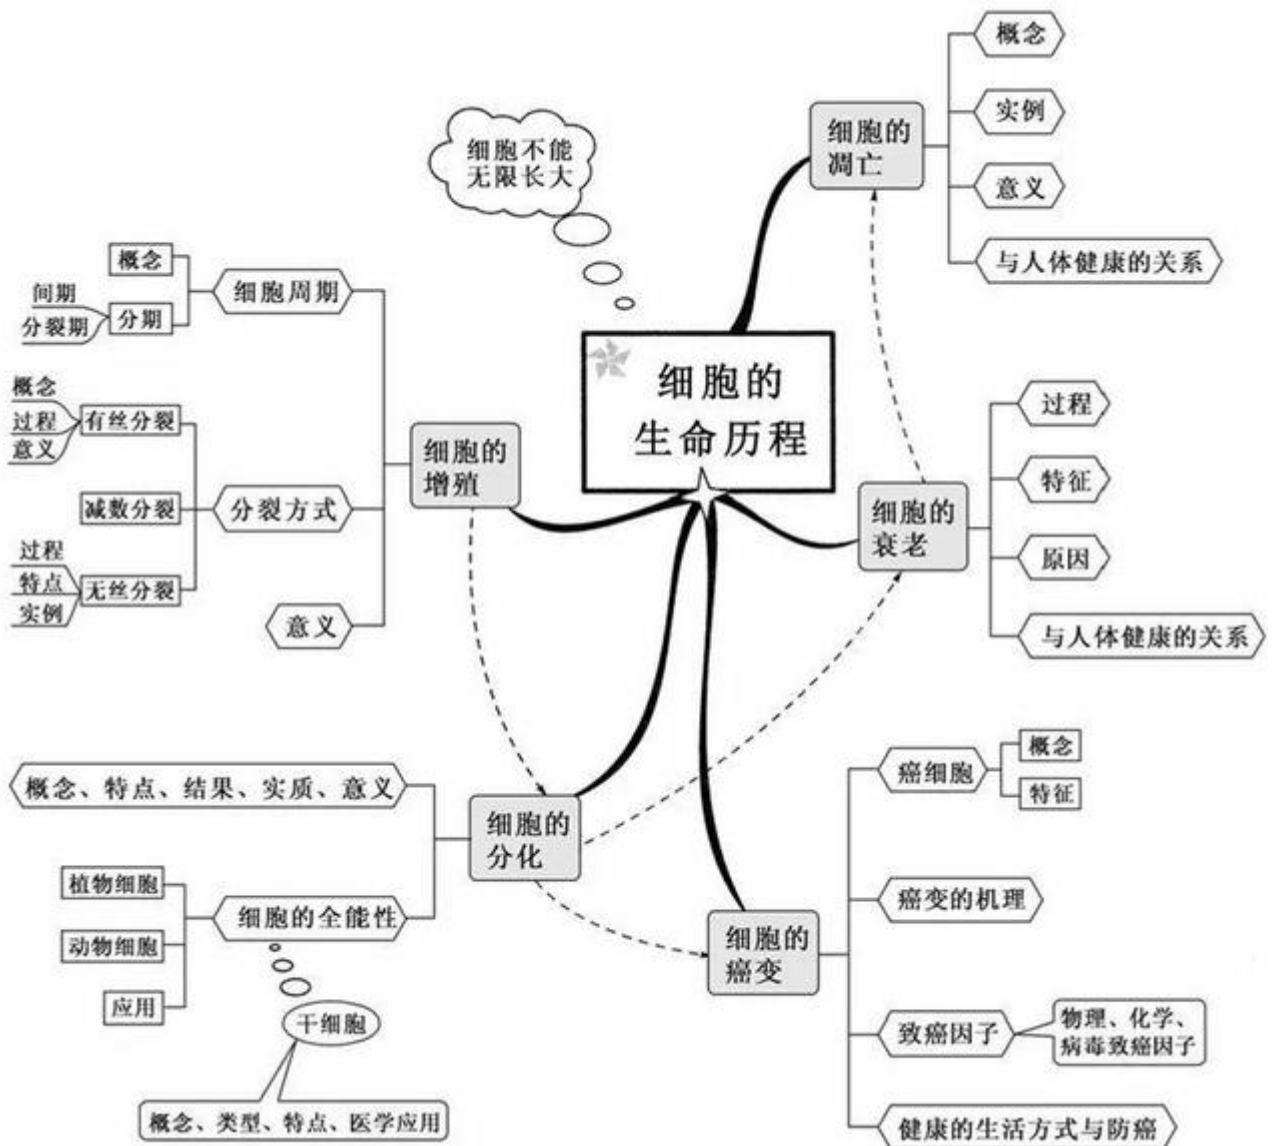 细胞的
生命历程
细胞不能
无限长大
细胞的
增殖
细胞周期
概念
分期
间期
分裂期
分裂方式
有丝分裂
概念
过程
意义
减数分裂
无丝分裂
过程
特点
实例
意义
细胞的
分化
概念、特点、结果、实质、意义
细胞的全能性
植物细胞
动物细胞
应用
干细胞
概念、类型、特点、医学应用
细胞的
癌变
癌细胞
概念
特征
癌变的机理
致癌因子
物理、化学、
病毒致癌因子
健康的生活方式与防癌
细胞的
衰老
过程
特征
原因
与人体健康的关系
细胞的
凋亡
概念
实例
意义
与人体健康的关系